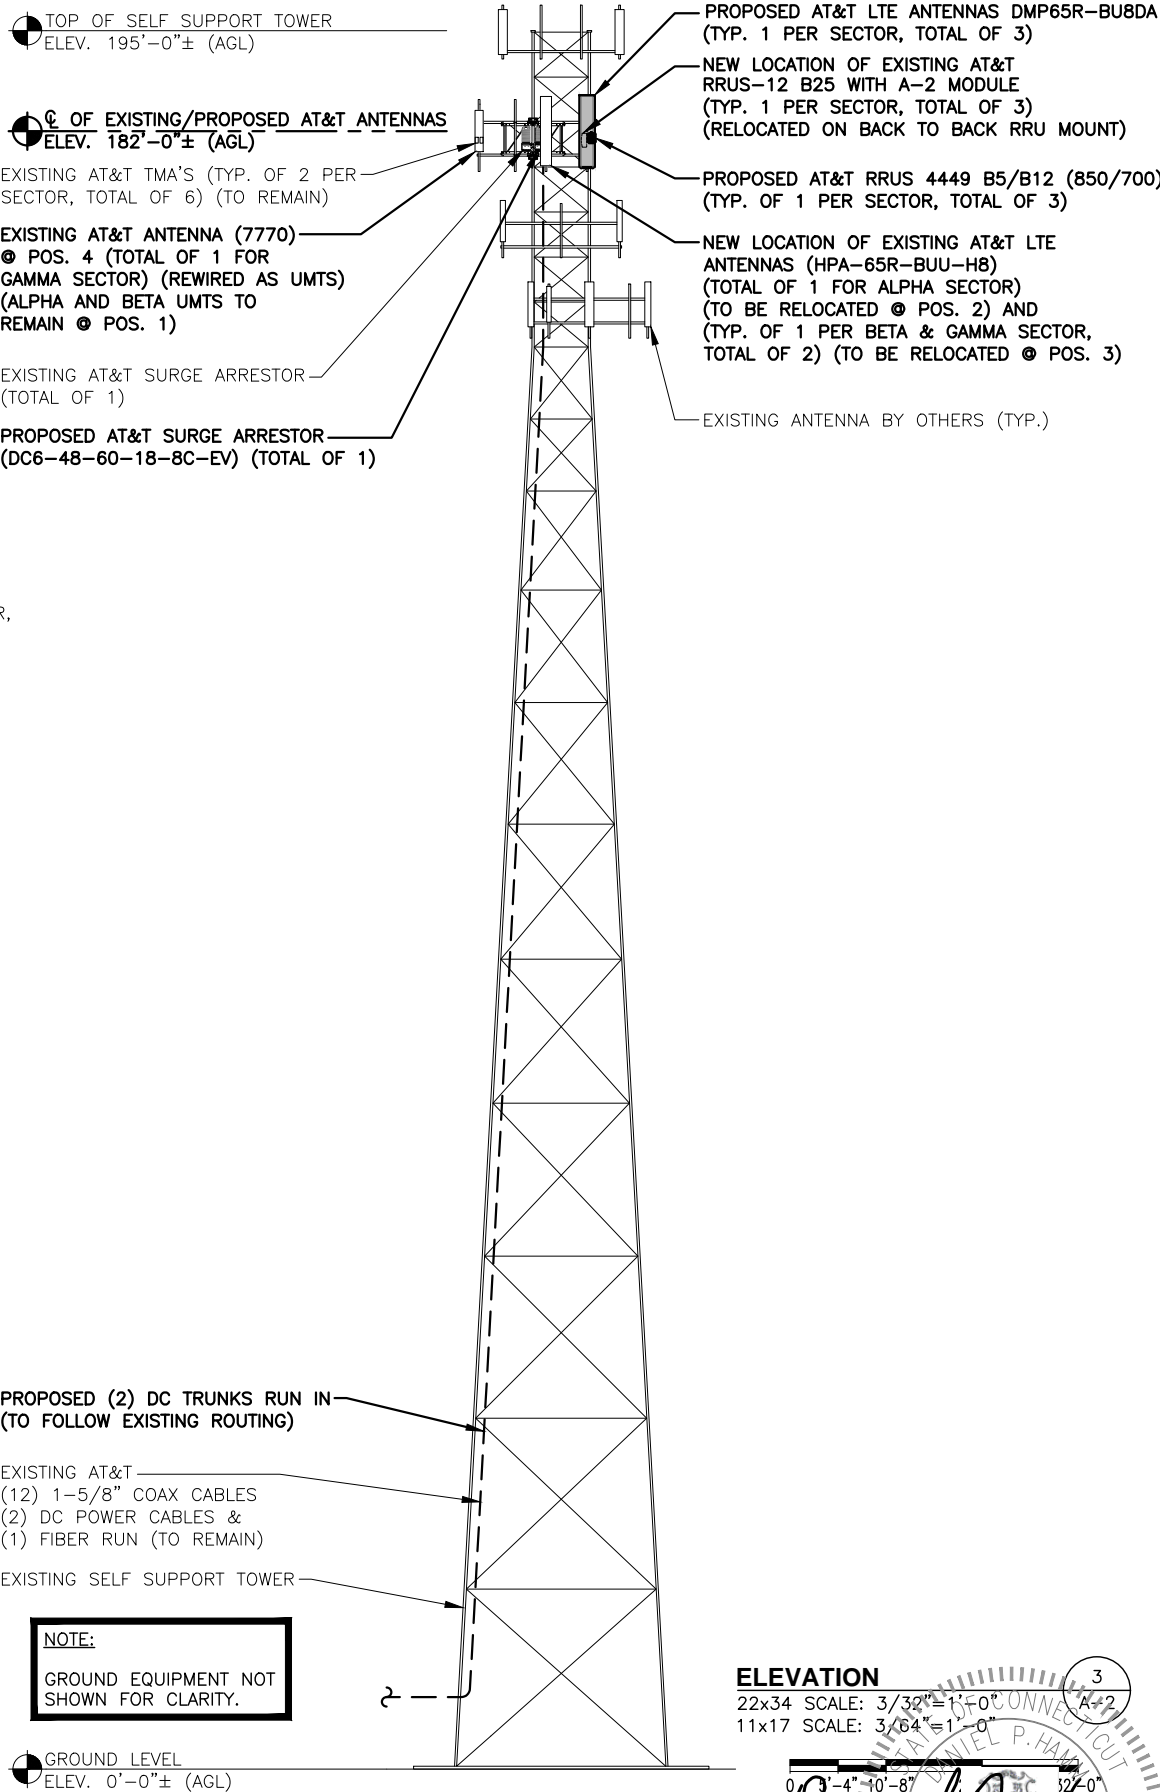 TOP OF SELF SUPPORT TOWER
ELEV. 195'-0"± (AGL)
℄ OF EXISTING/PROPOSED AT&T ANTENNAS
ELEV. 182'-0"± (AGL)
EXISTING AT&T TMA'S (TYP. OF 2 PER
SECTOR, TOTAL OF 6) (TO REMAIN)
EXISTING AT&T ANTENNA (7770)
@ POS. 4 (TOTAL OF 1 FOR
GAMMA SECTOR) (REWIRED AS UMTS)
(ALPHA AND BETA UMTS TO
REMAIN @ POS. 1)
EXISTING AT&T SURGE ARRESTOR
(TOTAL OF 1)
PROPOSED AT&T SURGE ARRESTOR
(DC6-48-60-18-8C-EV) (TOTAL OF 1)
R,
PROPOSED AT&T LTE ANTENNAS DMP65R-BU8DA
(TYP. 1 PER SECTOR, TOTAL OF 3)
NEW LOCATION OF EXISTING AT&T
RRUS-12 B25 WITH A-2 MODULE
(TYP. 1 PER SECTOR, TOTAL OF 3)
(RELOCATED ON BACK TO BACK RRU MOUNT)
PROPOSED AT&T RRUS 4449 B5/B12 (850/700)
(TYP. OF 1 PER SECTOR, TOTAL OF 3)
NEW LOCATION OF EXISTING AT&T LTE
ANTENNAS (HPA-65R-BUU-H8)
(TOTAL OF 1 FOR ALPHA SECTOR)
(TO BE RELOCATED @ POS. 2) AND
(TYP. OF 1 PER BETA & GAMMA SECTOR,
TOTAL OF 2) (TO BE RELOCATED @ POS. 3)
EXISTING ANTENNA BY OTHERS (TYP.)
PROPOSED (2) DC TRUNKS RUN IN
(TO FOLLOW EXISTING ROUTING)
EXISTING AT&T
(12) 1-5/8" COAX CABLES
(2) DC POWER CABLES &
(1) FIBER RUN (TO REMAIN)
EXISTING SELF SUPPORT TOWER
NOTE:
GROUND EQUIPMENT NOT
SHOWN FOR CLARITY.
GROUND LEVEL
ELEV. 0'-0"± (AGL)
ELEVATION
22x34 SCALE: 3/32"=1'-0"
11x17 SCALE: 3/64"=1'-0"
3
A-2
0 5'-4" 10'-8" 32'-0"
STATE OF CONNECTICUT
DANIEL P. HAMM